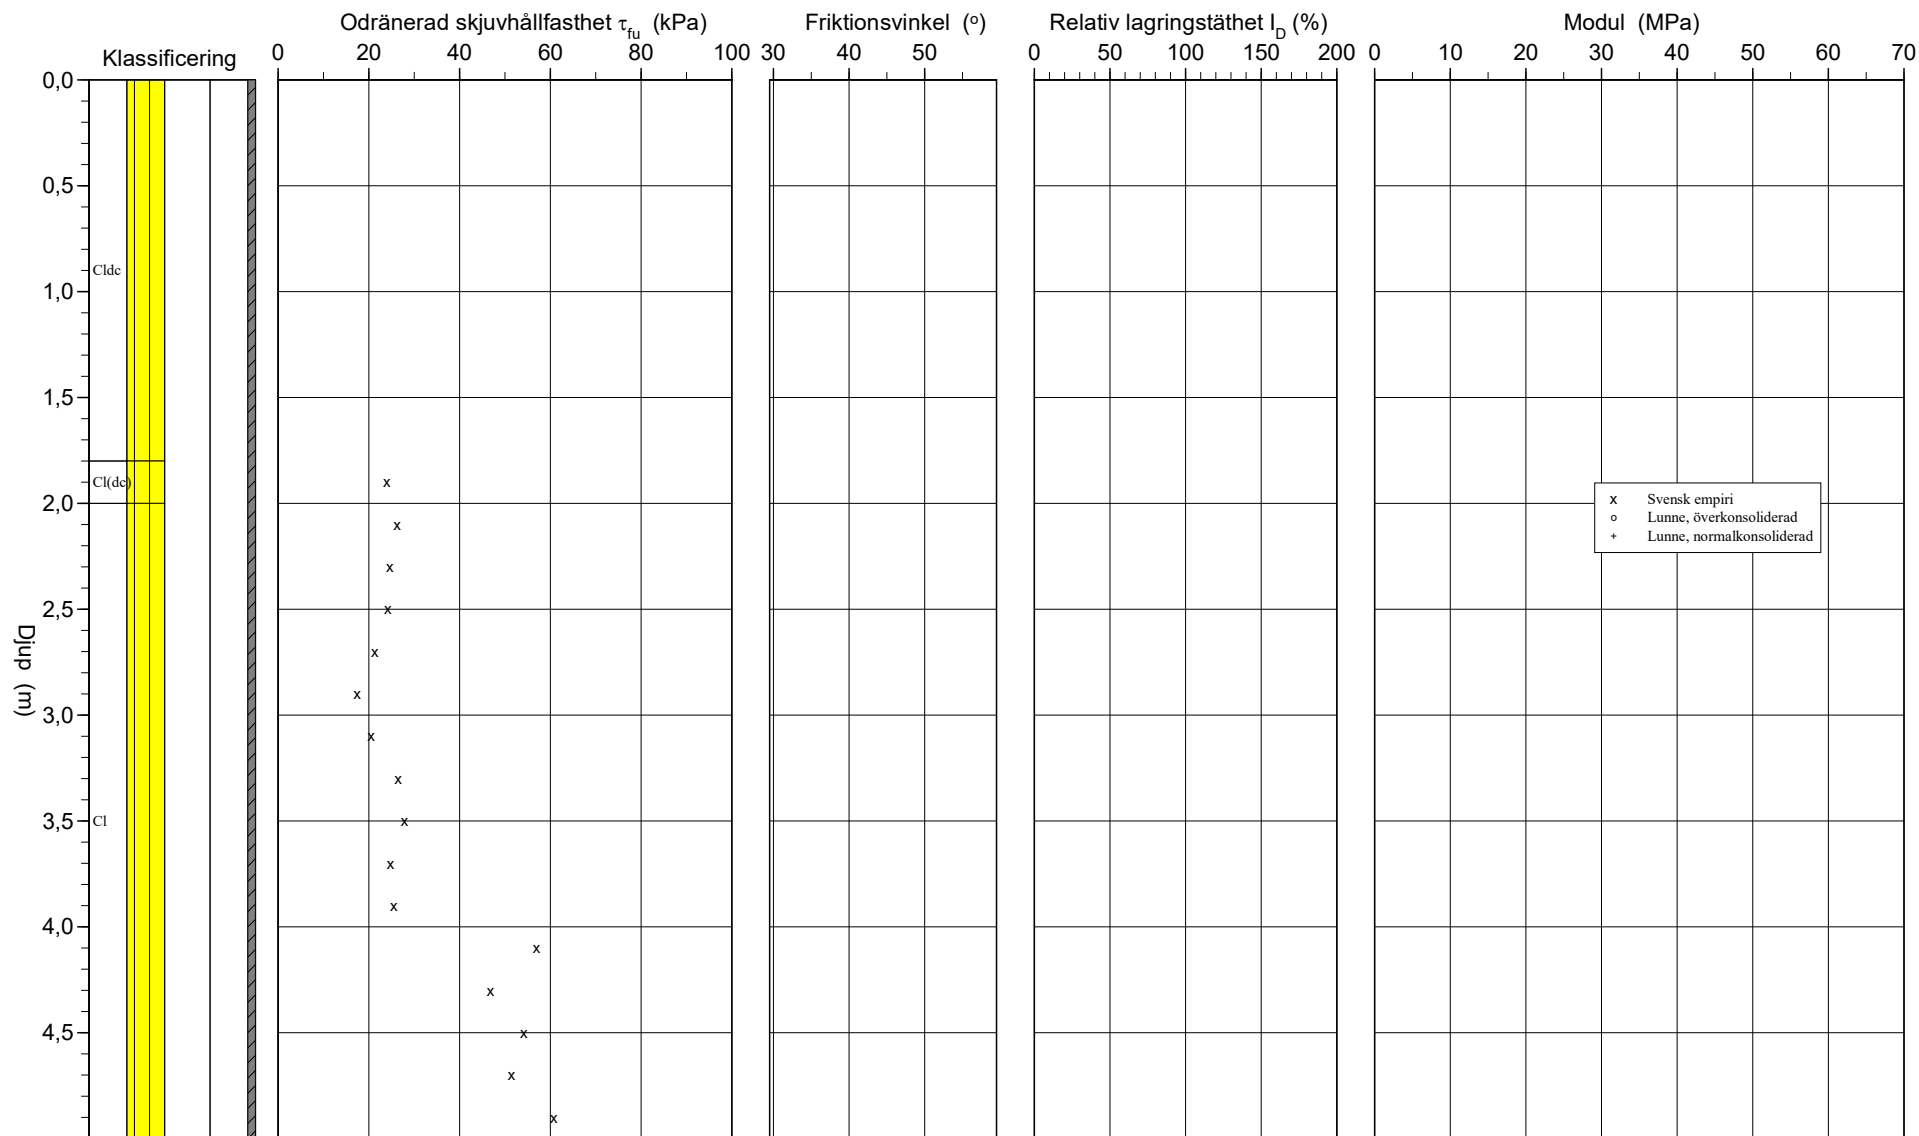 Odränerad skjuvhållfasthet τfu (kPa)
Friktionsvinkel (o)
Relativ lagringstäthet ID (%)
Modul (MPa)
Klassificering
0 20 40 60 80 100
30 40 50
0 50 100 150 200
0 10 20 30 40 50 60 70
0,0
0,5
Cldc
1,0
1,5
Cl(dc)
2,0
x Svensk empiri
o Lunne, överkonsoliderad
+ Lunne, normalkonsoliderad
2,5
Djup (m)
3,0
3,5
Cl
4,0
4,5